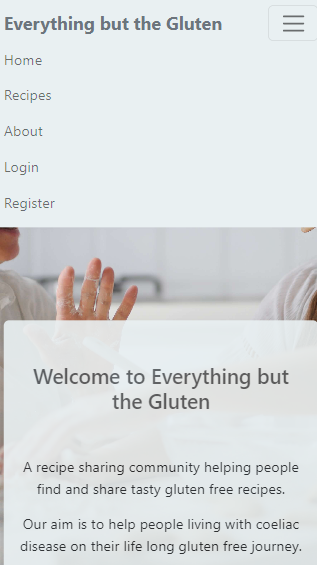 Everything but the Gluten
Home
Recipes
About
Login
Register
Welcome to Everything but
the Gluten
A recipe sharing community helping people
find and share tasty gluten free recipes.
Our aim is to help people living with coeliac
disease on their life long gluten free journey.